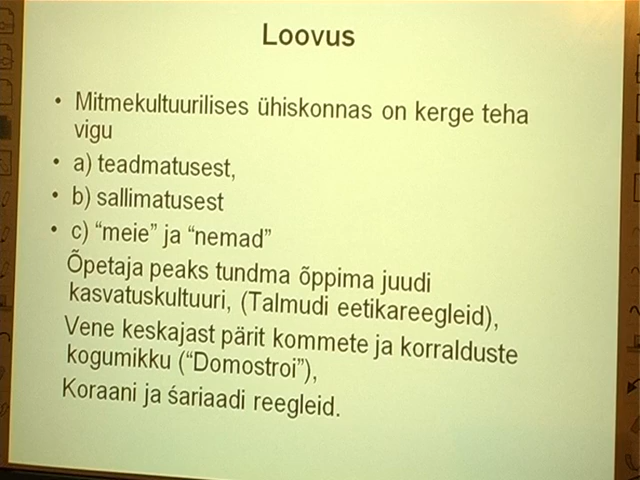 Loovus
• Mitmekultuurilises ühiskonnas on kerge teha
vigu
• a) teadmatusest,
• b) sallimatusest
• c) “meie” ja “nemad”
Õpetaja peaks tundma õppima juudi
kasvatuskultuuri, (Talmudi eetikareegleid),
Vene keskajast pärit kommete ja korralduste
kogumikku (“Domostroi”),
Koraani ja śariaadi reegleid.